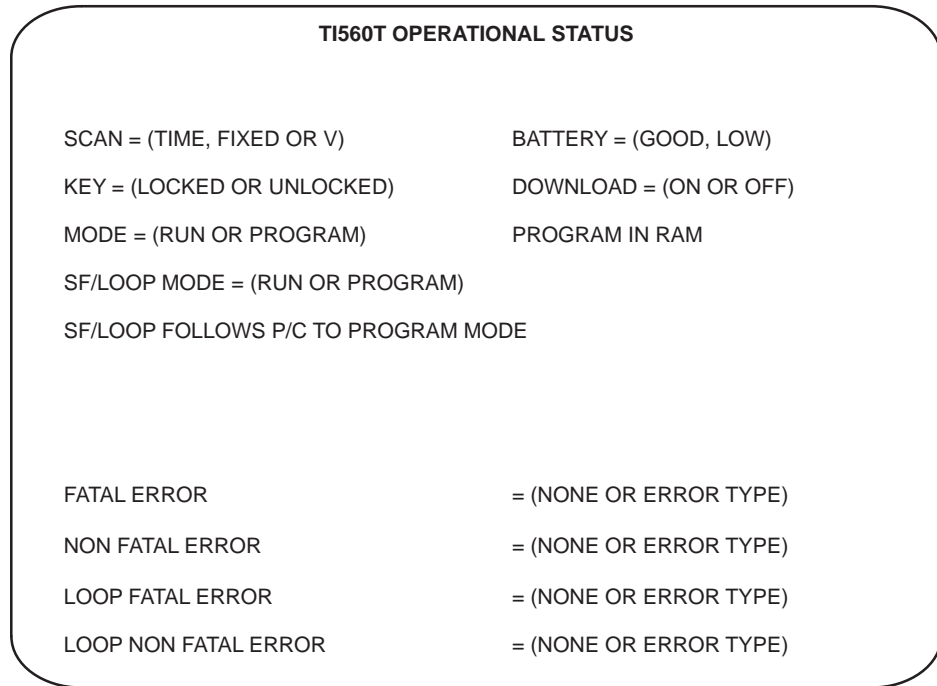 TI560T OPERATIONAL STATUS
SCAN = (TIME, FIXED OR V) BATTERY = (GOOD, LOW)
KEY = (LOCKED OR UNLOCKED) DOWNLOAD = (ON OR OFF)
MODE = (RUN OR PROGRAM) PROGRAM IN RAM
SF/LOOP MODE = (RUN OR PROGRAM)
SF/LOOP FOLLOWS P/C TO PROGRAM MODE
FATAL ERROR = (NONE OR ERROR TYPE)
NON FATAL ERROR = (NONE OR ERROR TYPE)
LOOP FATAL ERROR = (NONE OR ERROR TYPE)
LOOP NON FATAL ERROR = (NONE OR ERROR TYPE)